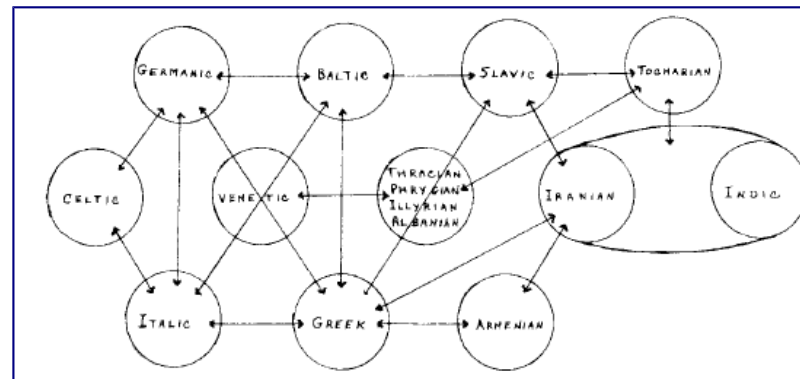 GERMANIC
BALTIC
SLAVIC
TOCHARIAN
CELTIC
VENETIC
THRACIAN
PHRYGIAN
ILLYRIAN
ALBANIAN
IRANIAN
INDIC
ITALIC
GREEK
ARMENIAN